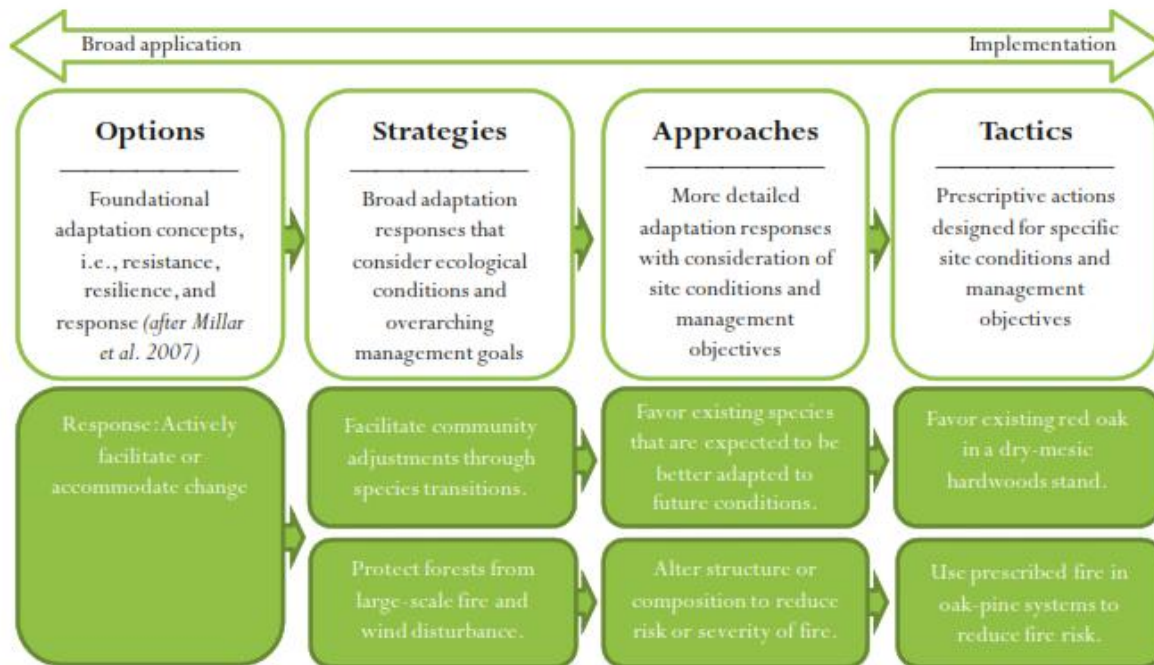 Broad application
Implementation
Options
Foundational
adaptation concepts,
i.e., resistance,
resilience, and
response (after Millar
et al. 2007)
Strategies
Broad adaptation
responses that
consider ecological
conditions and
overarching
management goals
Approaches
More detailed
adaptation responses
with consideration of
site conditions and
management
objectives
Tactics
Prescriptive actions
designed for specific
site conditions and
management
objectives
Response: Actively
facilitate or
accommodate change
Facilitate community
adjustments through
species transitions.
Favor existing species
that are expected to be
better adapted to
future conditions.
Favor existing red oak
in a dry-mesic
hardwoods stand.
Protect forests from
large-scale fire and
wind disturbance.
Alter structure or
composition to reduce
risk or severity of fire.
Use prescribed fire in
oak-pine systems to
reduce fire risk.